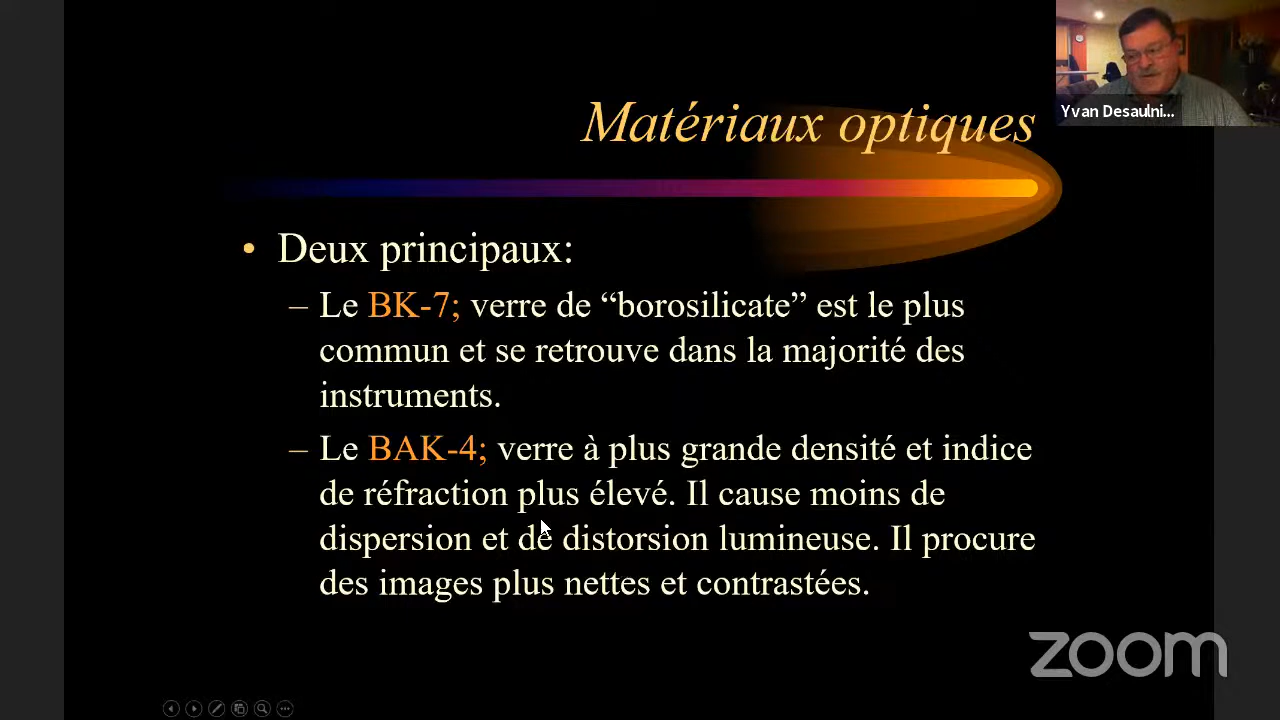 Matériaux optiques
Yvan Desaulni...
• Deux principaux:
– Le BK-7; verre de “borosilicate” est le plus
commun et se retrouve dans la majorité des
instruments.
– Le BAK-4; verre à plus grande densité et indice
de réfraction plus élevé. Il cause moins de
dispersion et de distorsion lumineuse. Il procure
des images plus nettes et contrastées.
zoom